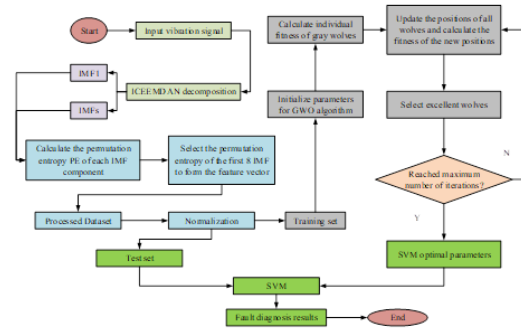 Start
Input vibration signal
ICEEMDAN decomposition
IMF1
IMFs
Calculate the permutation
entropy PE of each IMF
component
Select the permutation
entropy of the first 8 IMF
to form the feature vector
Processed Dataset
Normalization
Training set
Test set
Initialize parameters
for GWO algorithm
Calculate individual
fitness of gray wolves
Update the positions of all
wolves and calculate the
fitness of the new positions
Select excellent wolves
Reached maximum
number of iterations?
N
Y
SVM optimal parameters
SVM
Fault diagnosis results
End